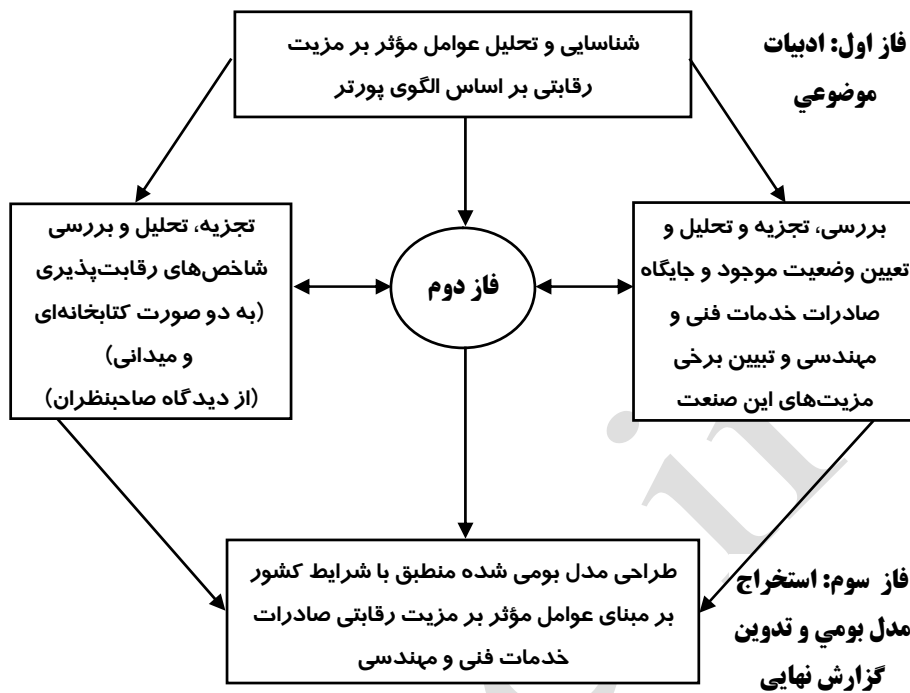 فاز اول: ادبیات
موضوعي
شناسایی و تحلیل عوامل مؤثر بر مزیت
رقابتی بر اساس الگوی پورتر
بررسی، تجزیه و تحلیل و
تعیین وضعیت موجود و جایگاه
صادرات خدمات فنی و
مهندسی و تبیین برخی
مزیت‌های این صنعت
فاز دوم
تجزیه، تحلیل و بررسی
شاخص‌های رقابت‌پذیری
(به دو صورت کتابخانه‌ای
و میدانی)
(از دیدگاه صاحبنظران)
فاز سوم: استخراج
مدل بومي و تدوین
گزارش نهایی
طراحی مدل بومی شده منطبق با شرایط کشور
بر مبنای عوامل مؤثر بر مزیت رقابتی صادرات
خدمات فنی و مهندسی